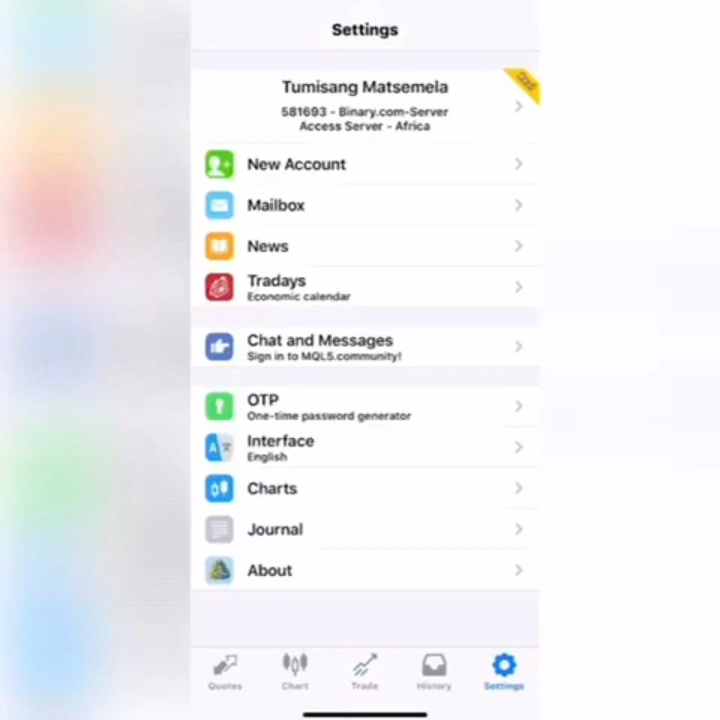 Settings
Tumisang Matsemela
581693 - Binary.com-Server
Access Server - Africa
New Account
Mailbox
News
Tradays
Economic calendar
Chat and Messages
Sign in to MQL5.community!
OTP
One-time password generator
Interface
English
Charts
Journal
About
Quotes
Chart
Trade
History
Settings